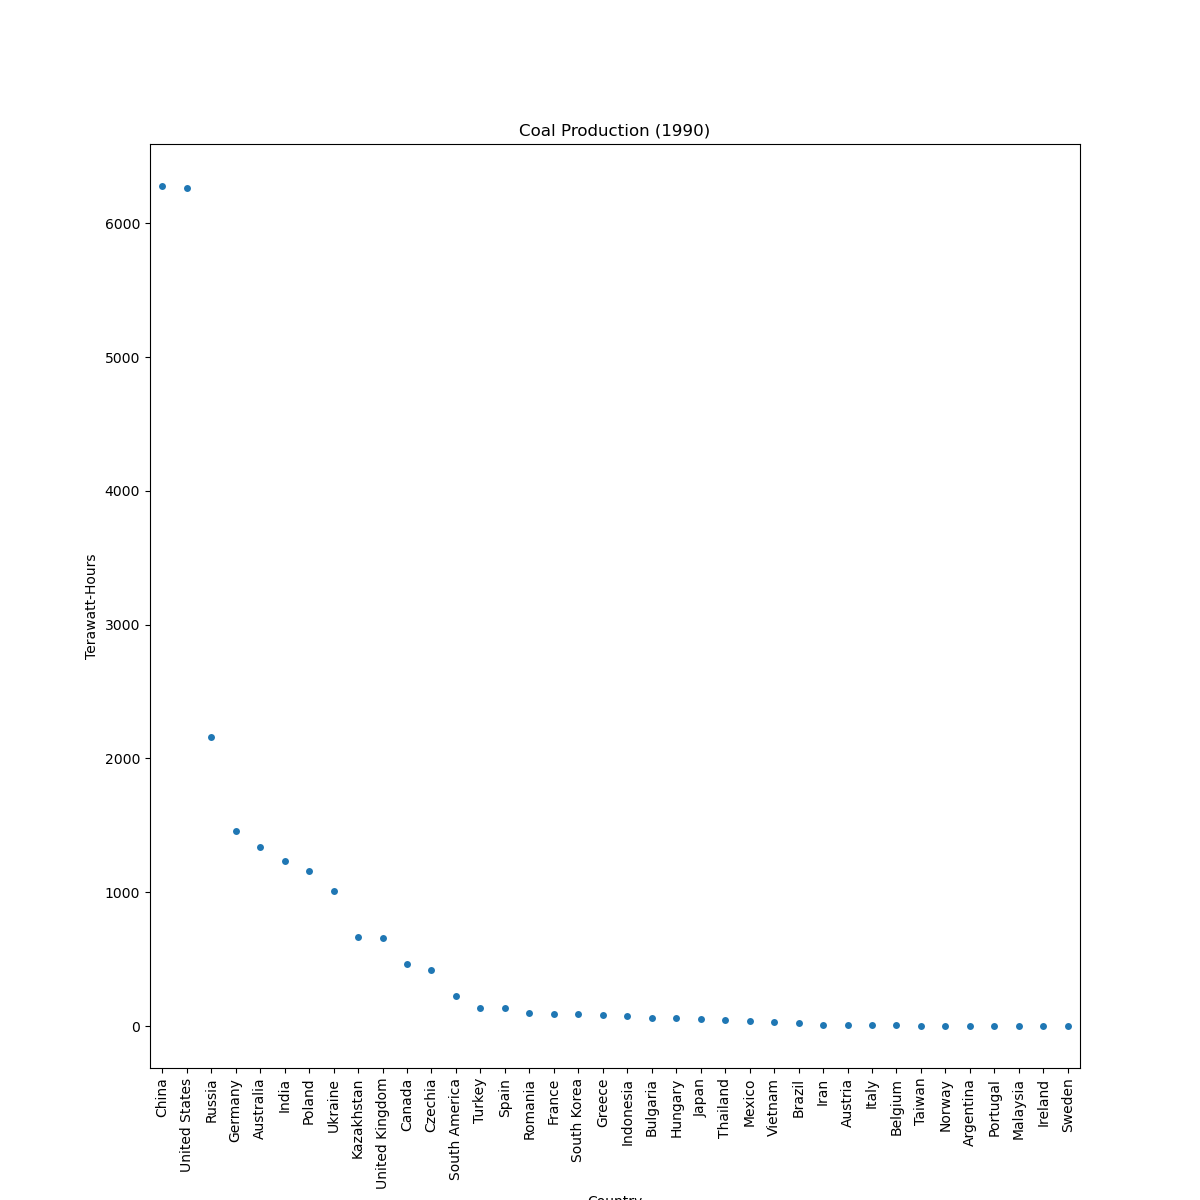 Coal Production (1990)
Terawatt-Hours
6000
5000
4000
3000
2000
1000
0
China
United States
Russia
Germany
Australia
India
Poland
Ukraine
Kazakhstan
United Kingdom
Canada
Czechia
South America
Turkey
Spain
Romania
France
South Korea
Greece
Indonesia
Bulgaria
Hungary
Japan
Thailand
Mexico
Vietnam
Brazil
Iran
Austria
Italy
Belgium
Taiwan
Norway
Argentina
Portugal
Malaysia
Ireland
Sweden
Country